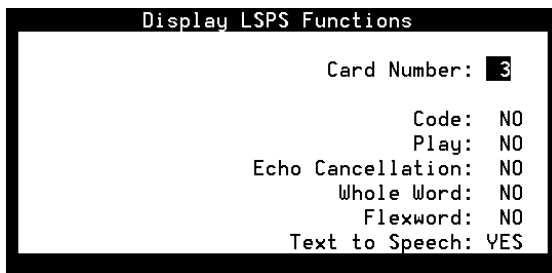 Display LSPS Functions
Card Number: 3
Code: NO
Play: NO
Echo Cancellation: NO
Whole Word: NO
Flexword: NO
Text to Speech: YES